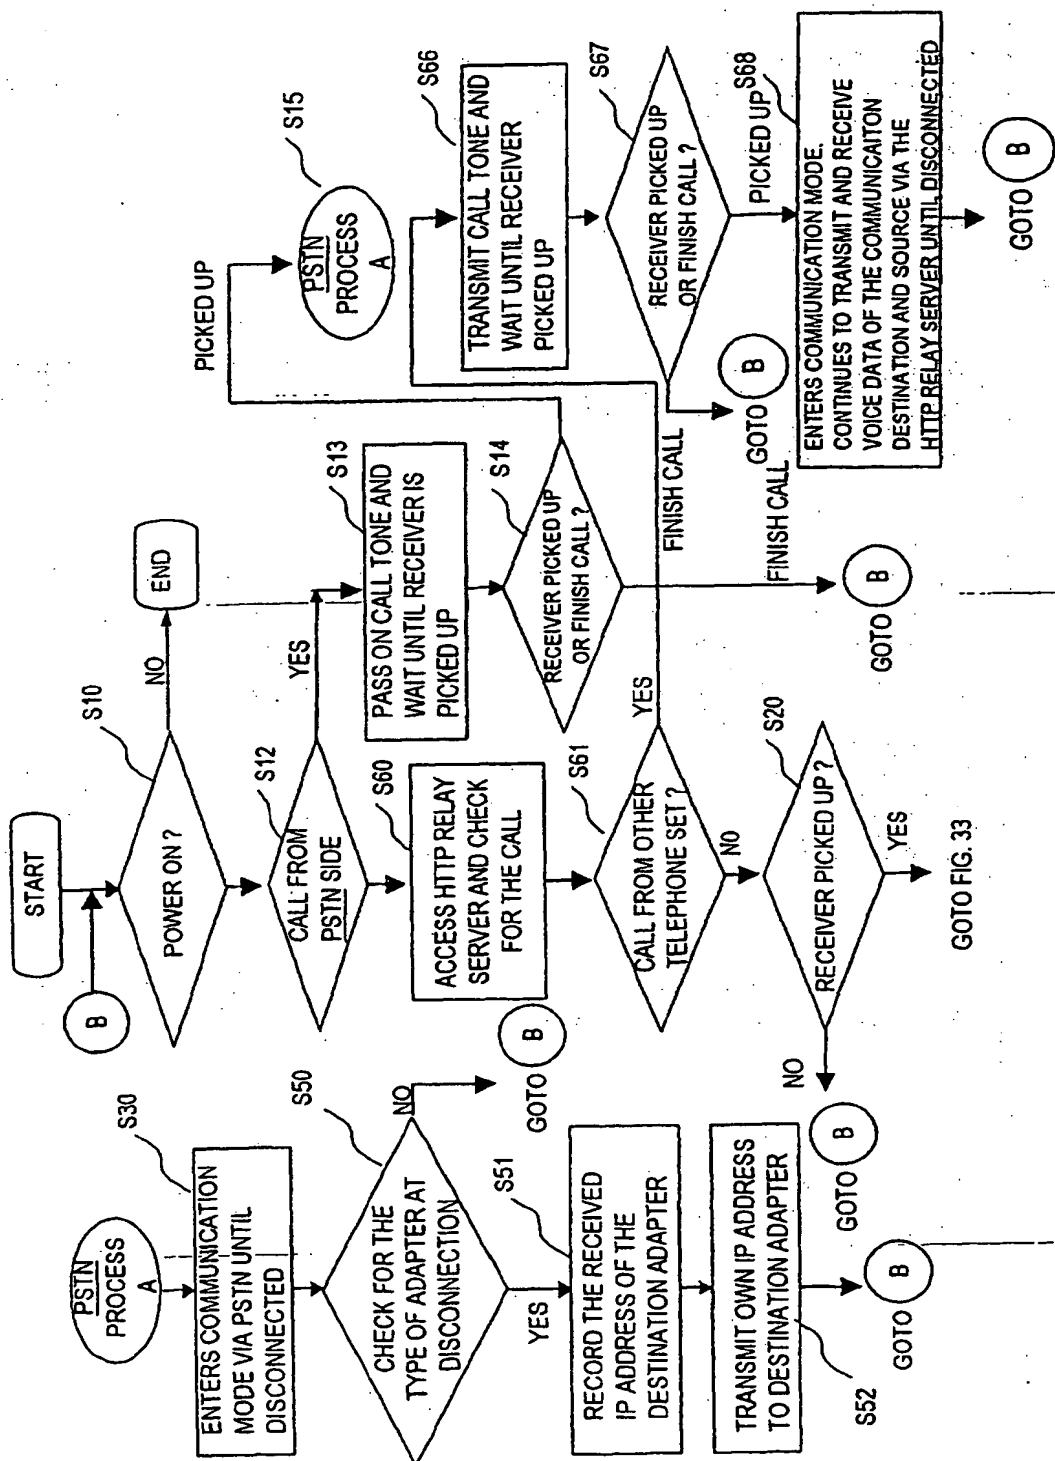 START
B
S10
POWER ON ?
NO
END
S12
CALL FROM
PSTN SIDE
YES
S13
PASS ON CALL TONE AND
WAIT UNTIL RECEIVER IS
PICKED UP
S14
RECEIVER PICKED UP
OR FINISH CALL ?
PICKED UP
S15
PSTN
PROCESS
A
FINISH CALL
GOTO B
S60
ACCESS HTTP RELAY
SERVER AND CHECK
FOR THE CALL
S61
CALL FROM OTHER
TELEPHONE SET ?
YES
NO
S66
TRANSMIT CALL TONE AND
WAIT UNTIL RECEIVER
PICKED UP
S67
RECEIVER PICKED UP
OR FINISH CALL ?
FINISH CALL
GOTO B
PICKED UP
S68
ENTERS COMMUNICATION MODE.
CONTINUES TO TRANSMIT AND RECEIVE
VOICE DATA OF THE COMMUNICAITON
DESTINATION AND SOURCE VIA THE
HTTP RELAY SERVER UNTIL DISCONNECTED
GOTO B
S20
RECEIVER PICKED UP ?
NO
GOTO B
YES
GOTO FIG. 33
PSTN
PROCESS
A
S30
ENTERS COMMUNICATION
MODE VIA PSTN UNTIL
DISCONNECTED
S50
CHECK FOR THE
TYPE OF ADAPTER AT
DISCONNECTION
NO
GOTO B
YES
S51
RECORD THE RECEIVED
IP ADDRESS OF THE
DESTINATION ADAPTER
TRANSMIT OWN IP ADDRESS
TO DESTINATION ADAPTER
S52
GOTO B